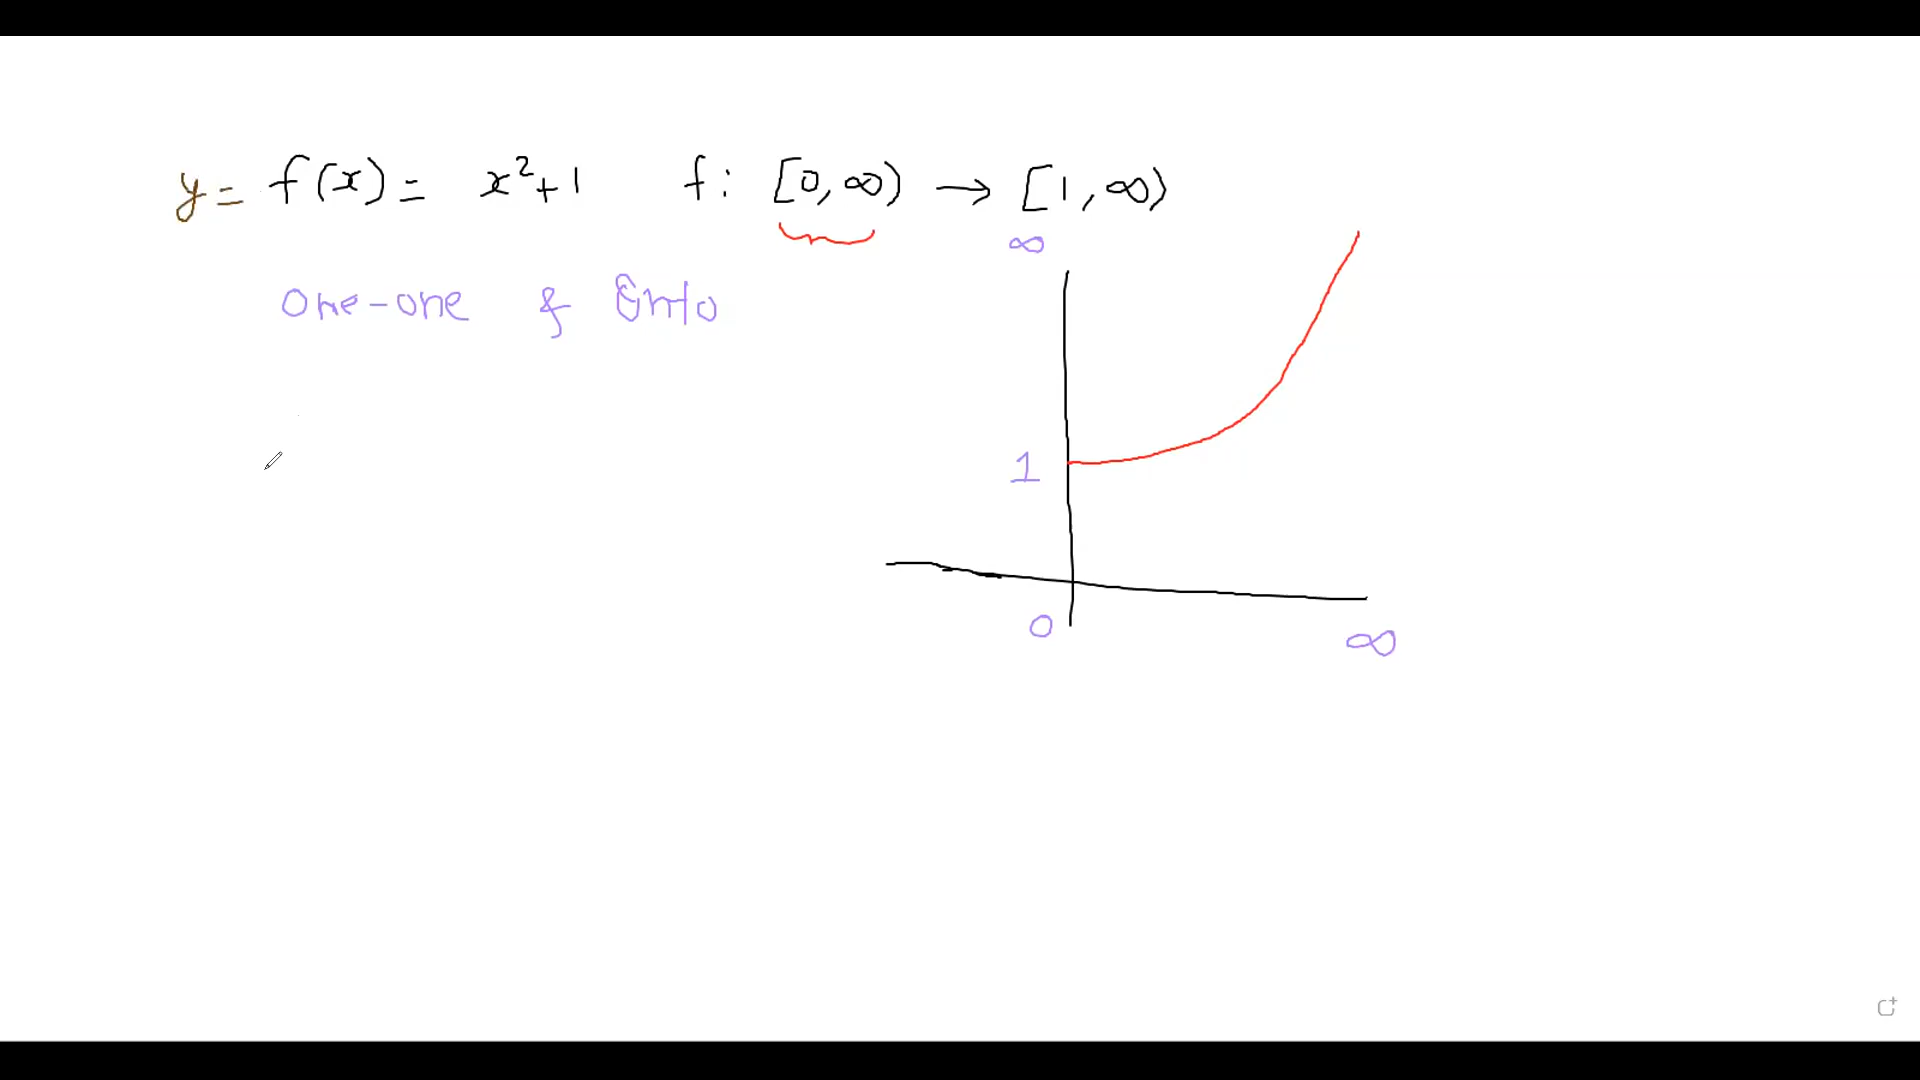 y = f(x) = x²+1 f: [0, ∞) → [1, ∞)
∞
One-one & Onto
1
0
∞